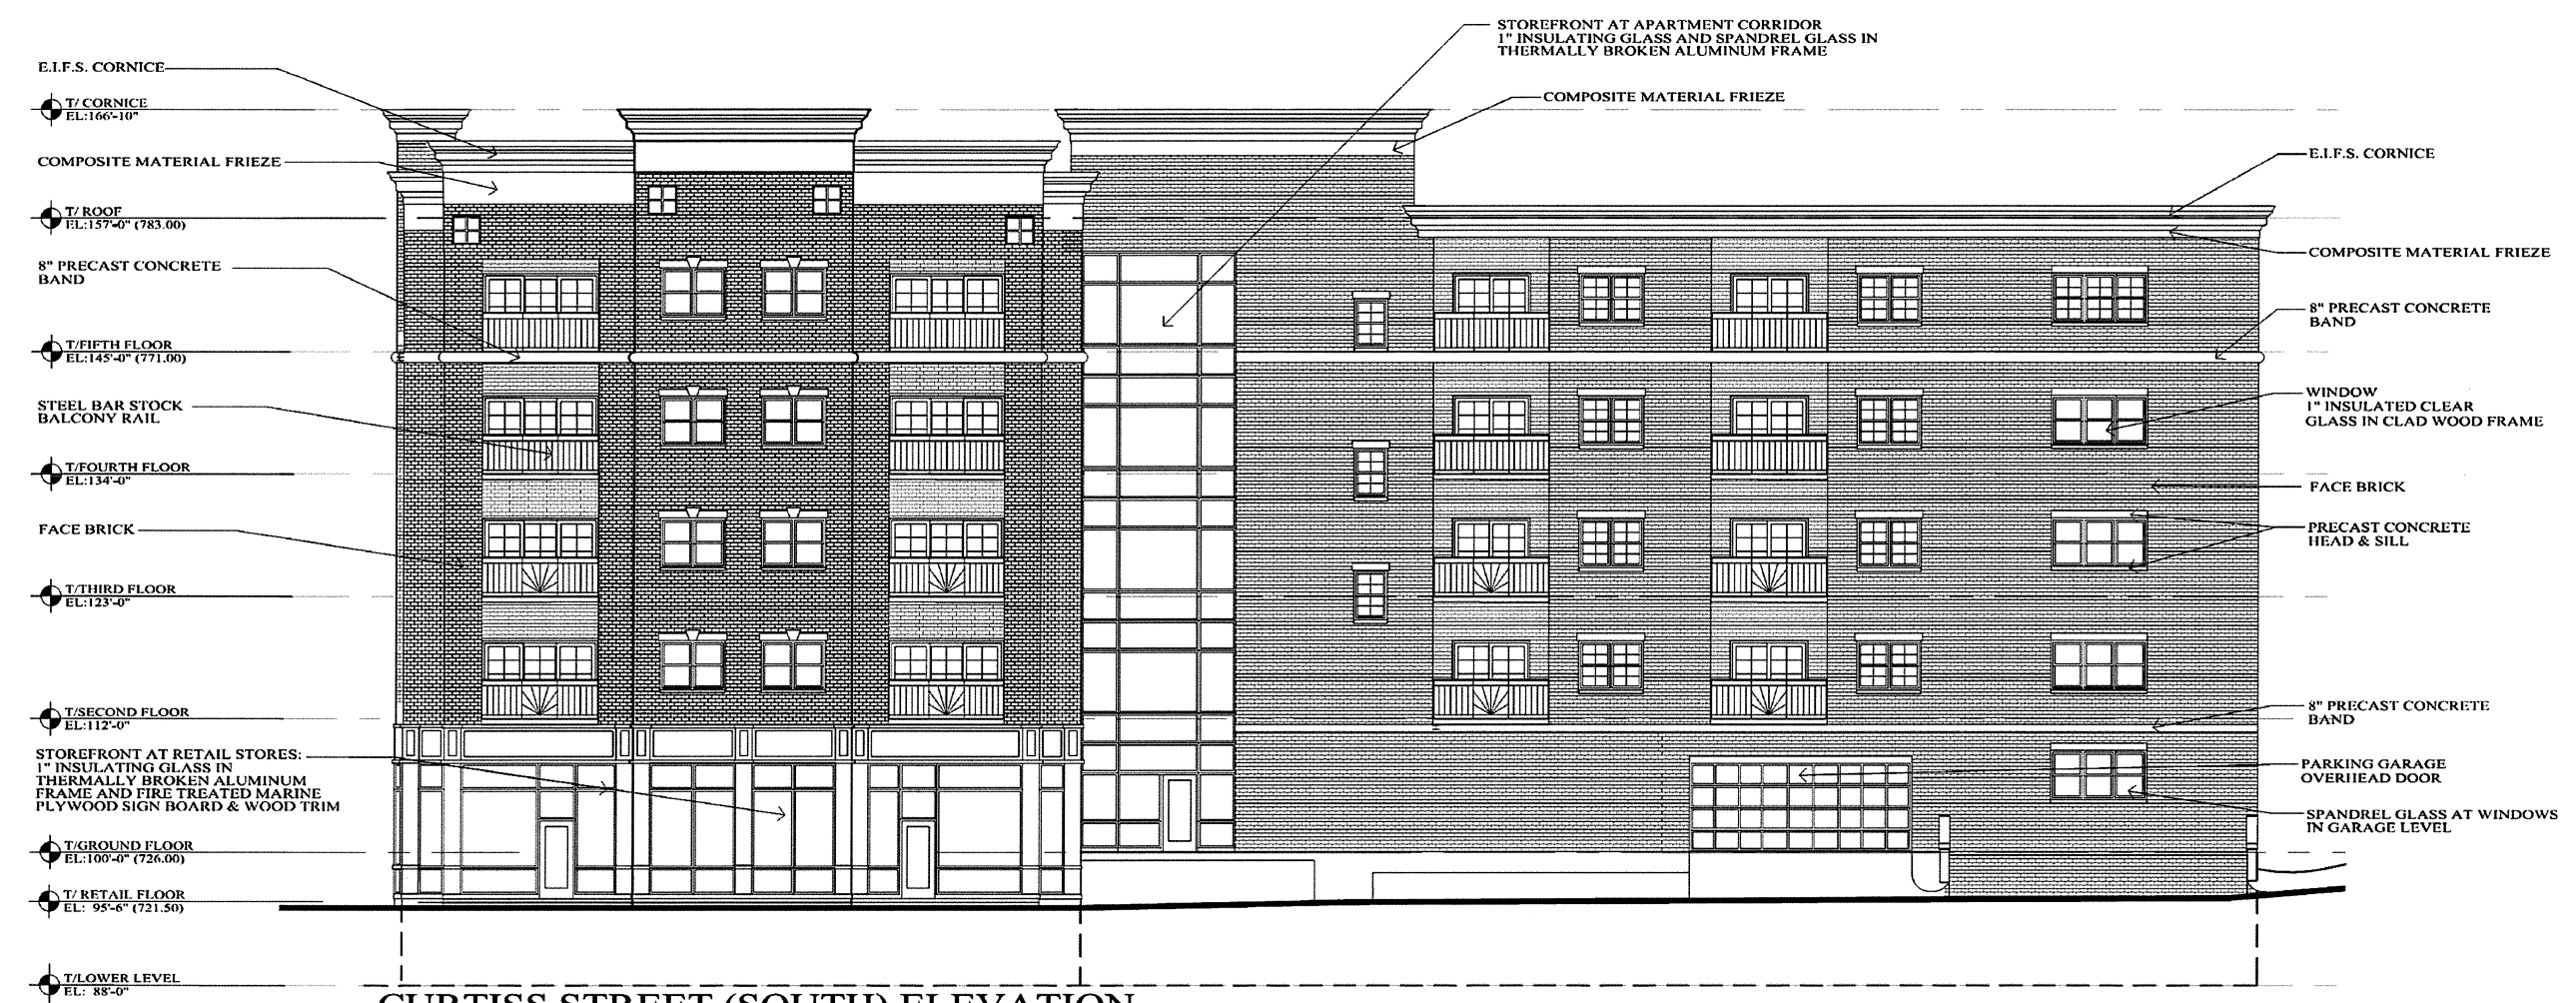 STOREFRONT AT APARTMENT CORRIDOR
1" INSULATING GLASS AND SPANDREL GLASS IN
THERMALLY BROKEN ALUMINUM FRAME
COMPOSITE MATERIAL FRIEZE
E.I.F.S. CORNICE
T/ CORNICE
EL:166'-10"
COMPOSITE MATERIAL FRIEZE
T/ ROOF
EL:157'-0" (783.00)
8" PRECAST CONCRETE
BAND
T/FIFTH FLOOR
EL:145'-0" (771.00)
STEEL BAR STOCK
BALCONY RAIL
T/FOURTH FLOOR
EL:134'-0"
FACE BRICK
T/THIRD FLOOR
EL:123'-0"
T/SECOND FLOOR
EL:112'-0"
STOREFRONT AT RETAIL STORES:
1" INSULATING GLASS IN
THERMALLY BROKEN ALUMINUM
FRAME AND FIRE TREATED MARINE
PLYWOOD SIGN BOARD & WOOD TRIM
T/GROUND FLOOR
EL:100'-0" (726.00)
T/ RETAIL FLOOR
EL: 95'-6" (721.50)
T/LOWER LEVEL
EL: 88'-0"
E.I.F.S. CORNICE
COMPOSITE MATERIAL FRIEZE
8" PRECAST CONCRETE
BAND
WINDOW
1" INSULATED CLEAR
GLASS IN CLAD WOOD FRAME
FACE BRICK
PRECAST CONCRETE
HEAD & SILL
8" PRECAST CONCRETE
BAND
PARKING GARAGE
OVERHEAD DOOR
SPANDREL GLASS AT WINDOWS
IN GARAGE LEVEL
CURTISS STREET (SOUTH) ELEVATION